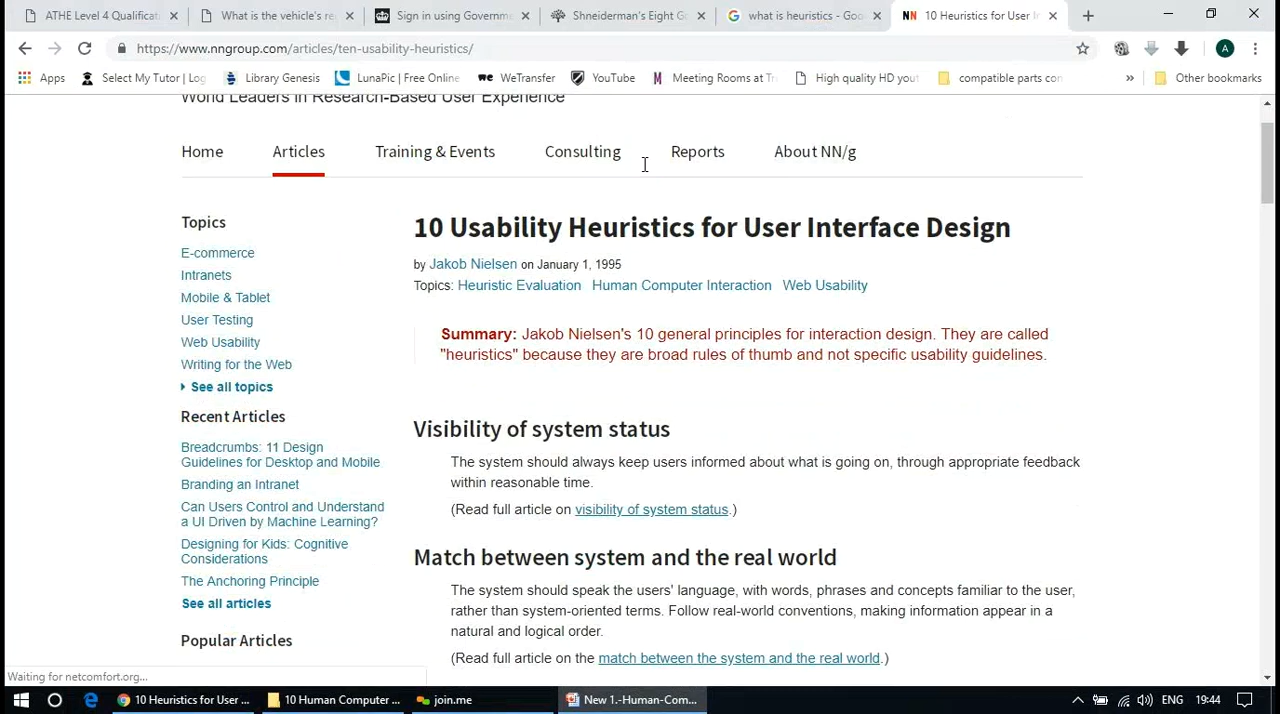 ATHE Level 4 Qualificat
What is the vehicle's re
Sign in using Governme
Shneiderman's Eight Go
what is heuristics - Goo
NN 10 Heuristics for User In
https://www.nngroup.com/articles/ten-usability-heuristics/
A
Apps
Select My Tutor | Log
Library Genesis
LunaPic | Free Online
WeTransfer
YouTube
Meeting Rooms at Tr
High quality HD yout
compatible parts.com
» Other bookmarks
World Leaders in Research-Based User Experience
Home Articles Training & Events Consulting Reports About NN/g
Topics
E-commerce
Intranets
Mobile & Tablet
User Testing
Web Usability
Writing for the Web
See all topics
Recent Articles
Breadcrumbs: 11 Design
Guidelines for Desktop and Mobile
Branding an Intranet
Can Users Control and Understand
a UI Driven by Machine Learning?
Designing for Kids: Cognitive
Considerations
The Anchoring Principle
See all articles
Popular Articles
10 Usability Heuristics for User Interface Design
by Jakob Nielsen on January 1, 1995
Topics: Heuristic Evaluation Human Computer Interaction Web Usability
Summary: Jakob Nielsen's 10 general principles for interaction design. They are called
"heuristics" because they are broad rules of thumb and not specific usability guidelines.
Visibility of system status
The system should always keep users informed about what is going on, through appropriate feedback
within reasonable time.
(Read full article on visibility of system status.)
Match between system and the real world
The system should speak the users' language, with words, phrases and concepts familiar to the user,
rather than system-oriented terms. Follow real-world conventions, making information appear in a
natural and logical order.
(Read full article on the match between the system and the real world.)
Waiting for netcomfort.org...
10 Heuristics for User ...
10 Human Computer ...
join.me
New 1.-Human-Com...
ENG 19:44